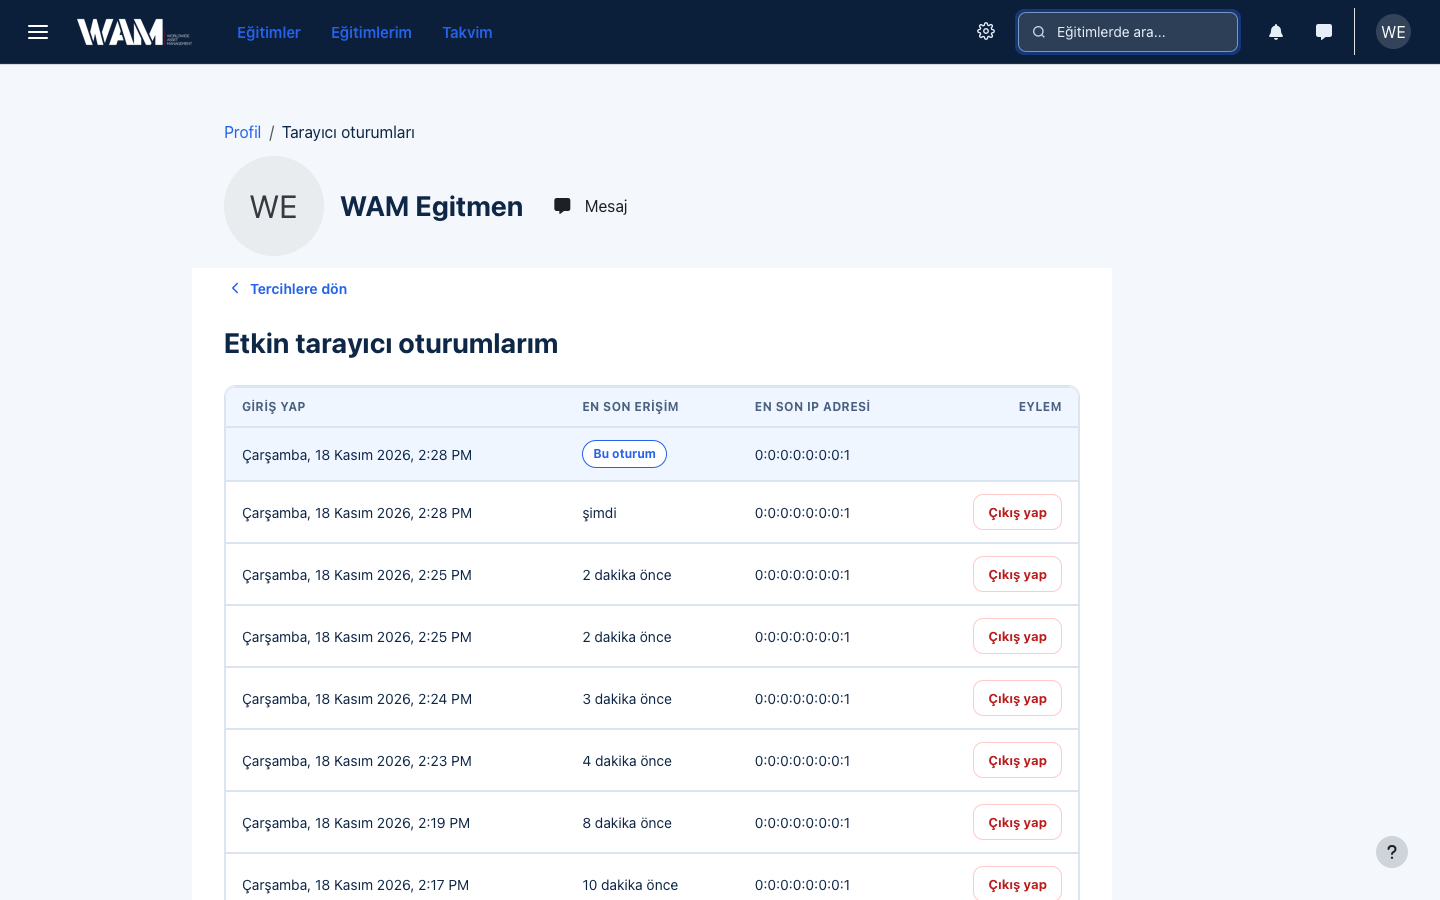 WAM WORLDWIDE ASSET MANAGEMENT
Eğitimler
Eğitimlerim
Takvim
Eğitimlerde ara...
WE
Profil / Tarayıcı oturumları
WE
WAM Egitmen
Mesaj
Tercihlere dön
Etkin tarayıcı oturumlarım
GİRİŞ YAP EN SON ERİŞİM EN SON IP ADRESİ EYLEM
Çarşamba, 18 Kasım 2026, 2:28 PM Bu oturum 0:0:0:0:0:0:0:1
Çarşamba, 18 Kasım 2026, 2:28 PM şimdi 0:0:0:0:0:0:0:1 Çıkış yap
Çarşamba, 18 Kasım 2026, 2:25 PM 2 dakika önce 0:0:0:0:0:0:0:1 Çıkış yap
Çarşamba, 18 Kasım 2026, 2:25 PM 2 dakika önce 0:0:0:0:0:0:0:1 Çıkış yap
Çarşamba, 18 Kasım 2026, 2:24 PM 3 dakika önce 0:0:0:0:0:0:0:1 Çıkış yap
Çarşamba, 18 Kasım 2026, 2:23 PM 4 dakika önce 0:0:0:0:0:0:0:1 Çıkış yap
Çarşamba, 18 Kasım 2026, 2:19 PM 8 dakika önce 0:0:0:0:0:0:0:1 Çıkış yap
Çarşamba, 18 Kasım 2026, 2:17 PM 10 dakika önce 0:0:0:0:0:0:0:1 Çıkış yap
?